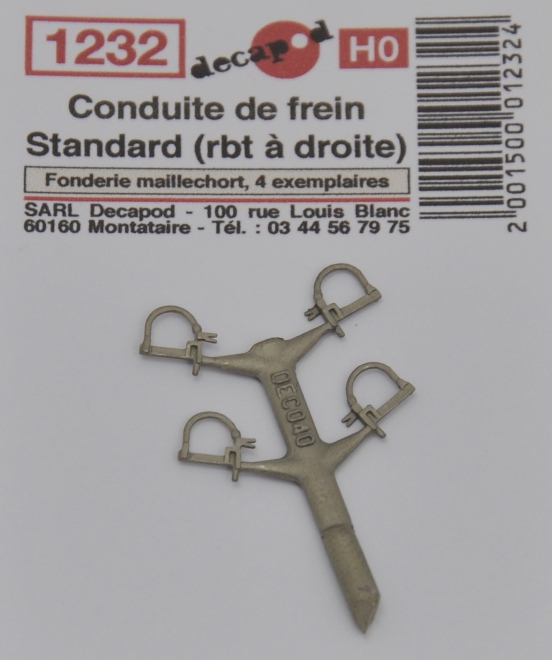 1232 decapod H0
Conduite de frein
Standard (rbt à droite)
Fonderie maillechort, 4 exemplaires
SARL Decapod - 100 rue Louis Blanc
60160 Montataire - Tél. : 03 44 56 79 75
2 001500 012324
DEC040